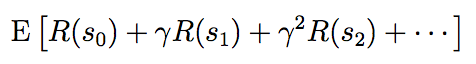 E [R(s₀) + γR(s₁) + γ²R(s₂) + ⋯]